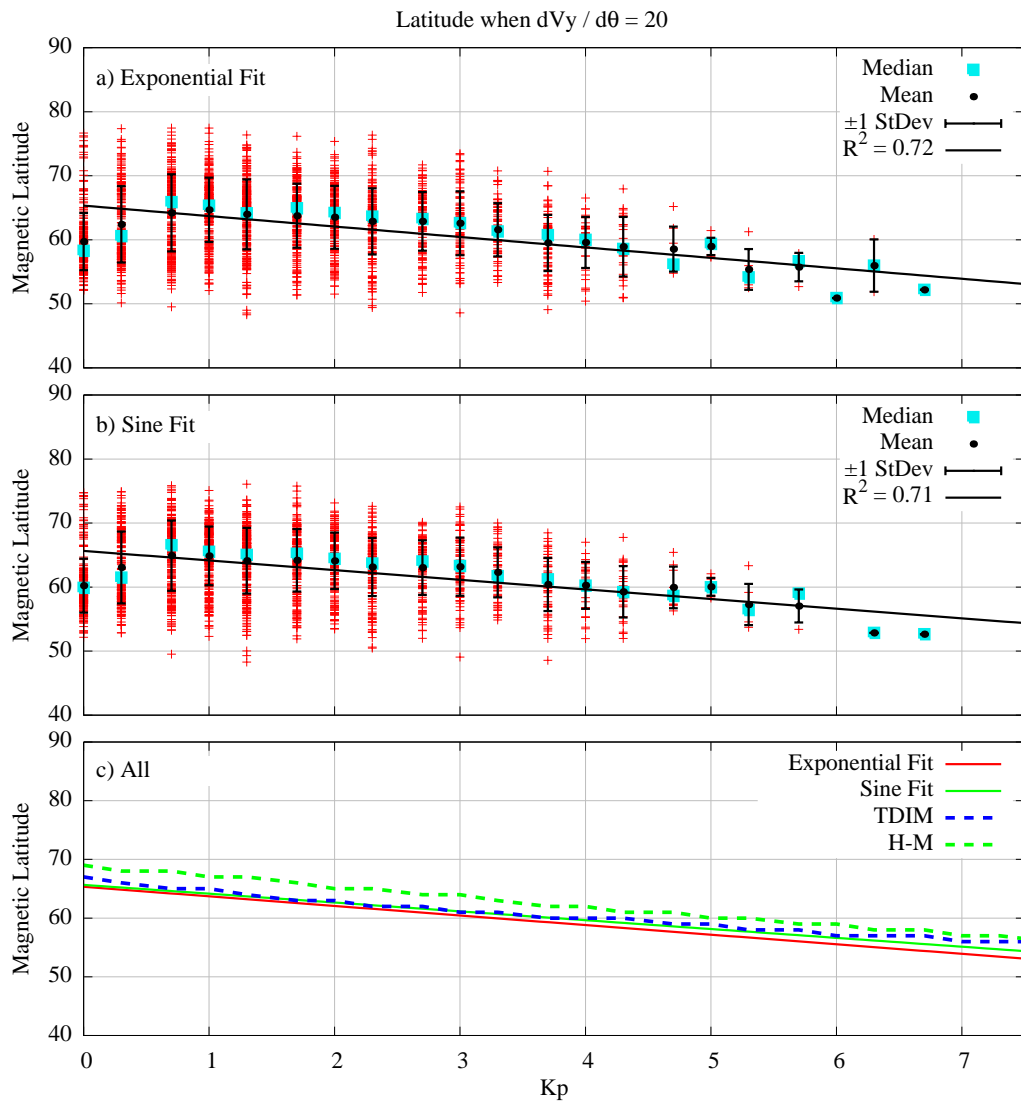 Latitude when dVy / dθ = 20
90
80
70
60
50
40
Magnetic Latitude
a) Exponential Fit
Median
Mean
±1 StDev
R² = 0.72
90
80
70
60
50
40
Magnetic Latitude
b) Sine Fit
Median
Mean
±1 StDev
R² = 0.71
90
80
70
60
50
40
Magnetic Latitude
c) All
Exponential Fit
Sine Fit
TDIM
H-M
0 1 2 3 4 5 6 7
Kp